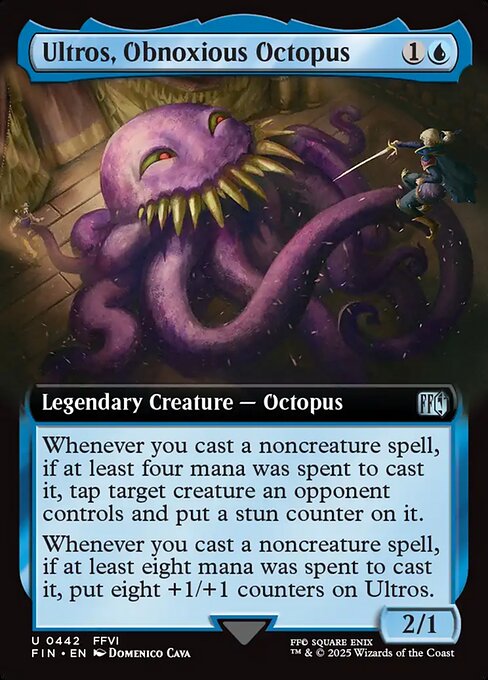 Ultros, Obnoxious Octopus 1
Legendary Creature — Octopus
Whenever you cast a noncreature spell,
if at least four mana was spent to cast
it, tap target creature an opponent
controls and put a stun counter on it.
Whenever you cast a noncreature spell,
if at least eight mana was spent to cast
it, put eight +1/+1 counters on Ultros.
2/1
U 0442 FFVI
FIN • EN Domenico Cava
FF© SQUARE ENIX
™ & © 2025 Wizards of the Coast